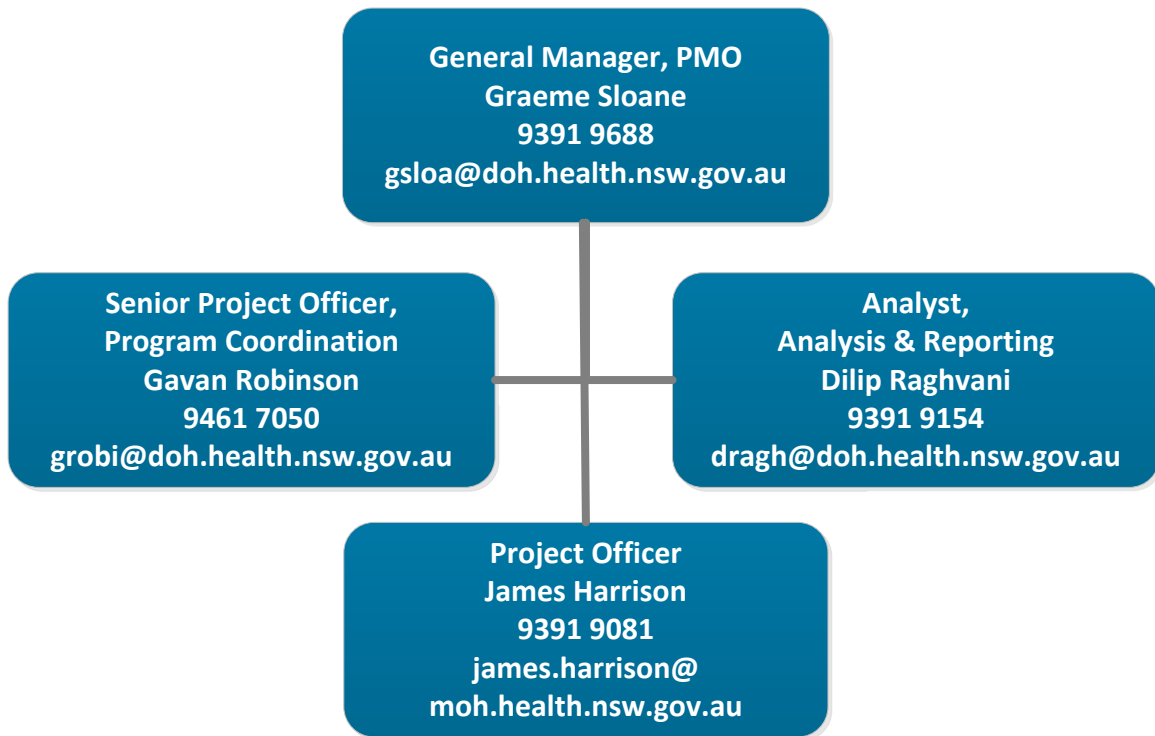 General Manager, PMO
Graeme Sloane
9391 9688
gsloa@doh.health.nsw.gov.au
Senior Project Officer,
Program Coordination
Gavan Robinson
9461 7050
grobi@doh.health.nsw.gov.au
Analyst,
Analysis & Reporting
Dilip Raghvani
9391 9154
dragh@doh.health.nsw.gov.au
Project Officer
James Harrison
9391 9081
james.harrison@
moh.health.nsw.gov.au